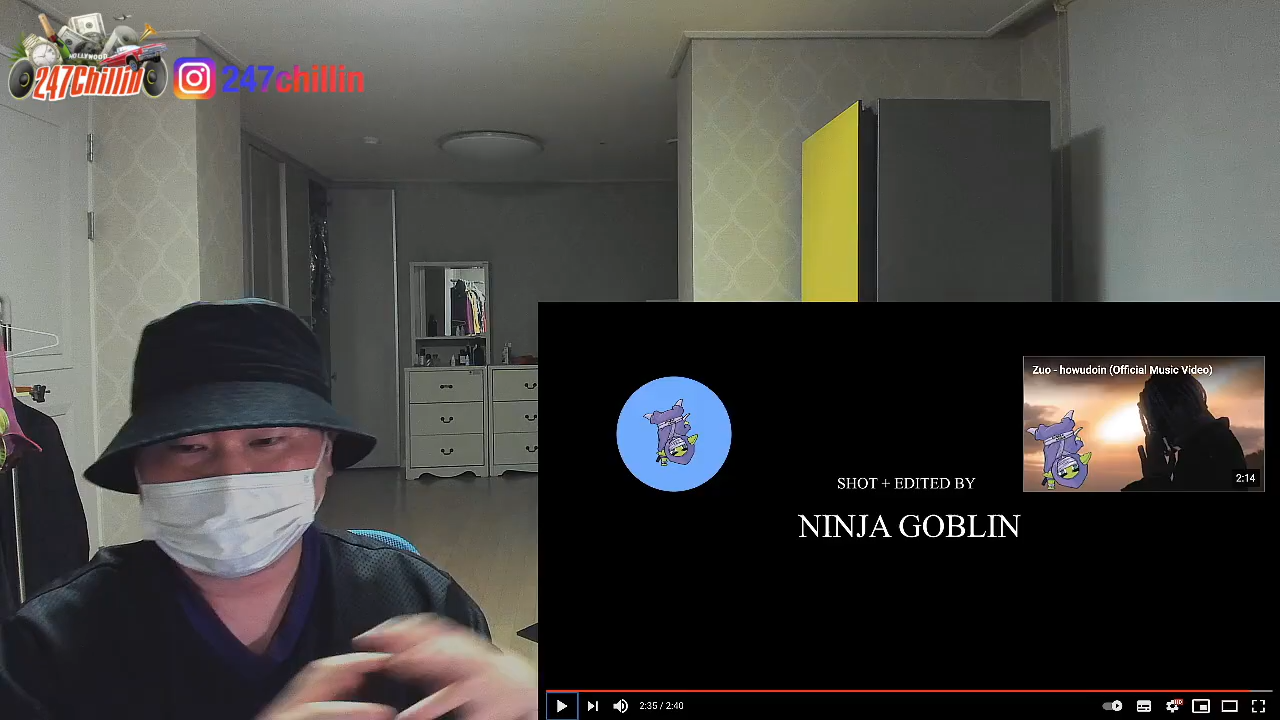 HOLLYWOOD
247Chillin
247chillin
Zuo - howudoin (Official Music Video)
2:14
SHOT + EDITED BY
NINJA GOBLIN
2:35 / 2:40